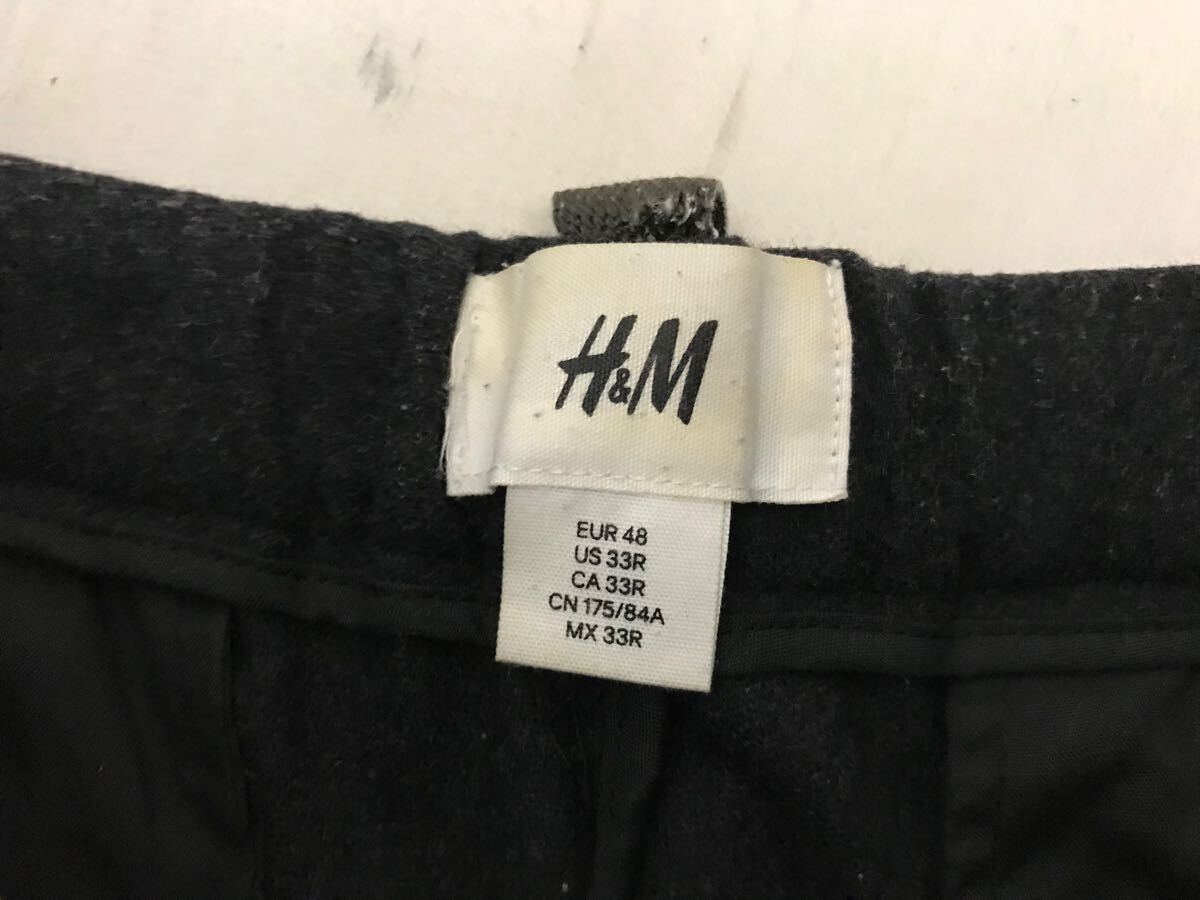 H&M
EUR 48
US 33R
CA 33R
CN 175/84A
MX 33R